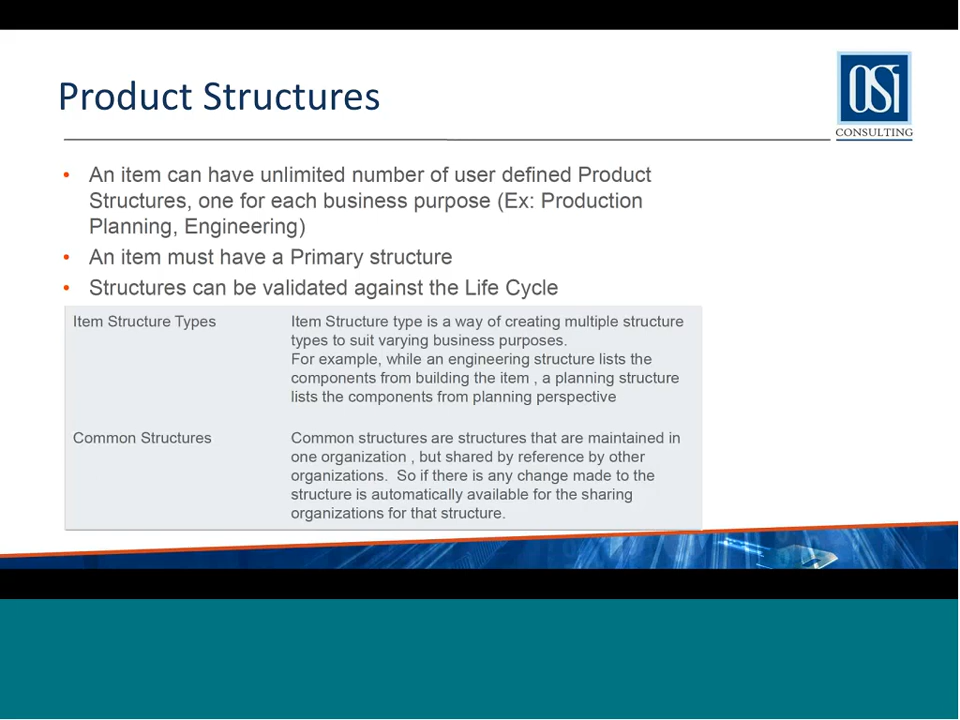 Product Structures
OSi
CONSULTING
• An item can have unlimited number of user defined Product
Structures, one for each business purpose (Ex: Production
Planning, Engineering)
• An item must have a Primary structure
• Structures can be validated against the Life Cycle
Item Structure Types
Item Structure type is a way of creating multiple structure
types to suit varying business purposes.
For example, while an engineering structure lists the
components from building the item , a planning structure
lists the components from planning perspective
Common Structures
Common structures are structures that are maintained in
one organization , but shared by reference by other
organizations.  So if there is any change made to the
structure is automatically available for the sharing
organizations for that structure.